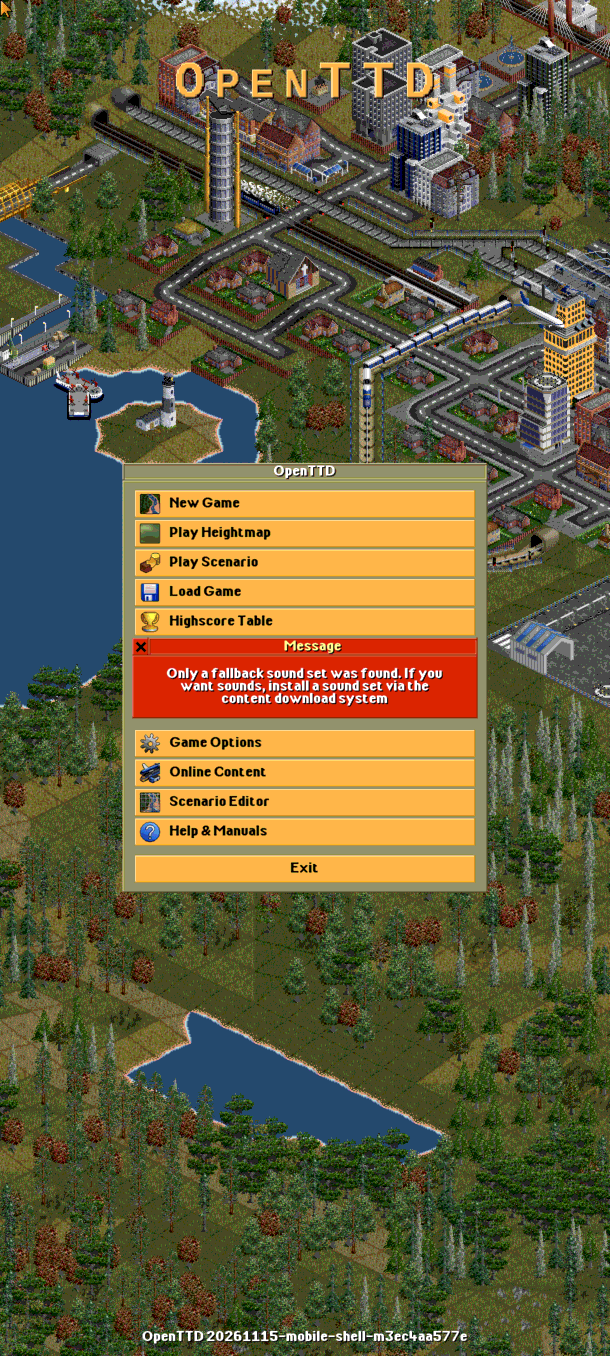 OpenTTD
OpenTTD
New Game
Play Heightmap
Play Scenario
Load Game
Highscore Table
Message
Only a fallback sound set was found. If you
want sounds, install a sound set via the
content download system
Game Options
Online Content
Scenario Editor
Help & Manuals
Exit
OpenTTD 20261115-mobile-shell-m3ec4aa577e